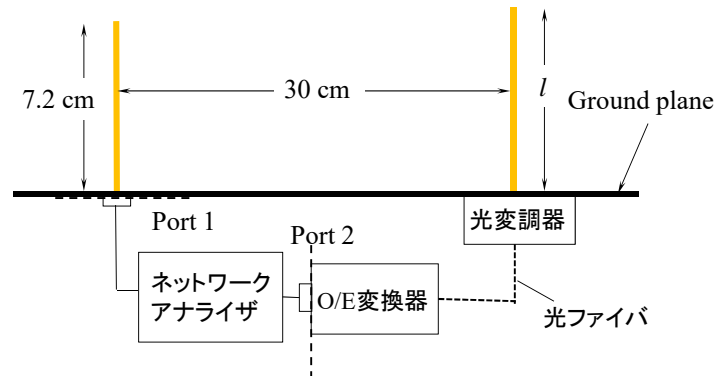 7.2 cm
30 cm
l
Ground plane
Port 1
光変調器
Port 2
ネットワーク
アナライザ
O/E変換器
光ファイバ